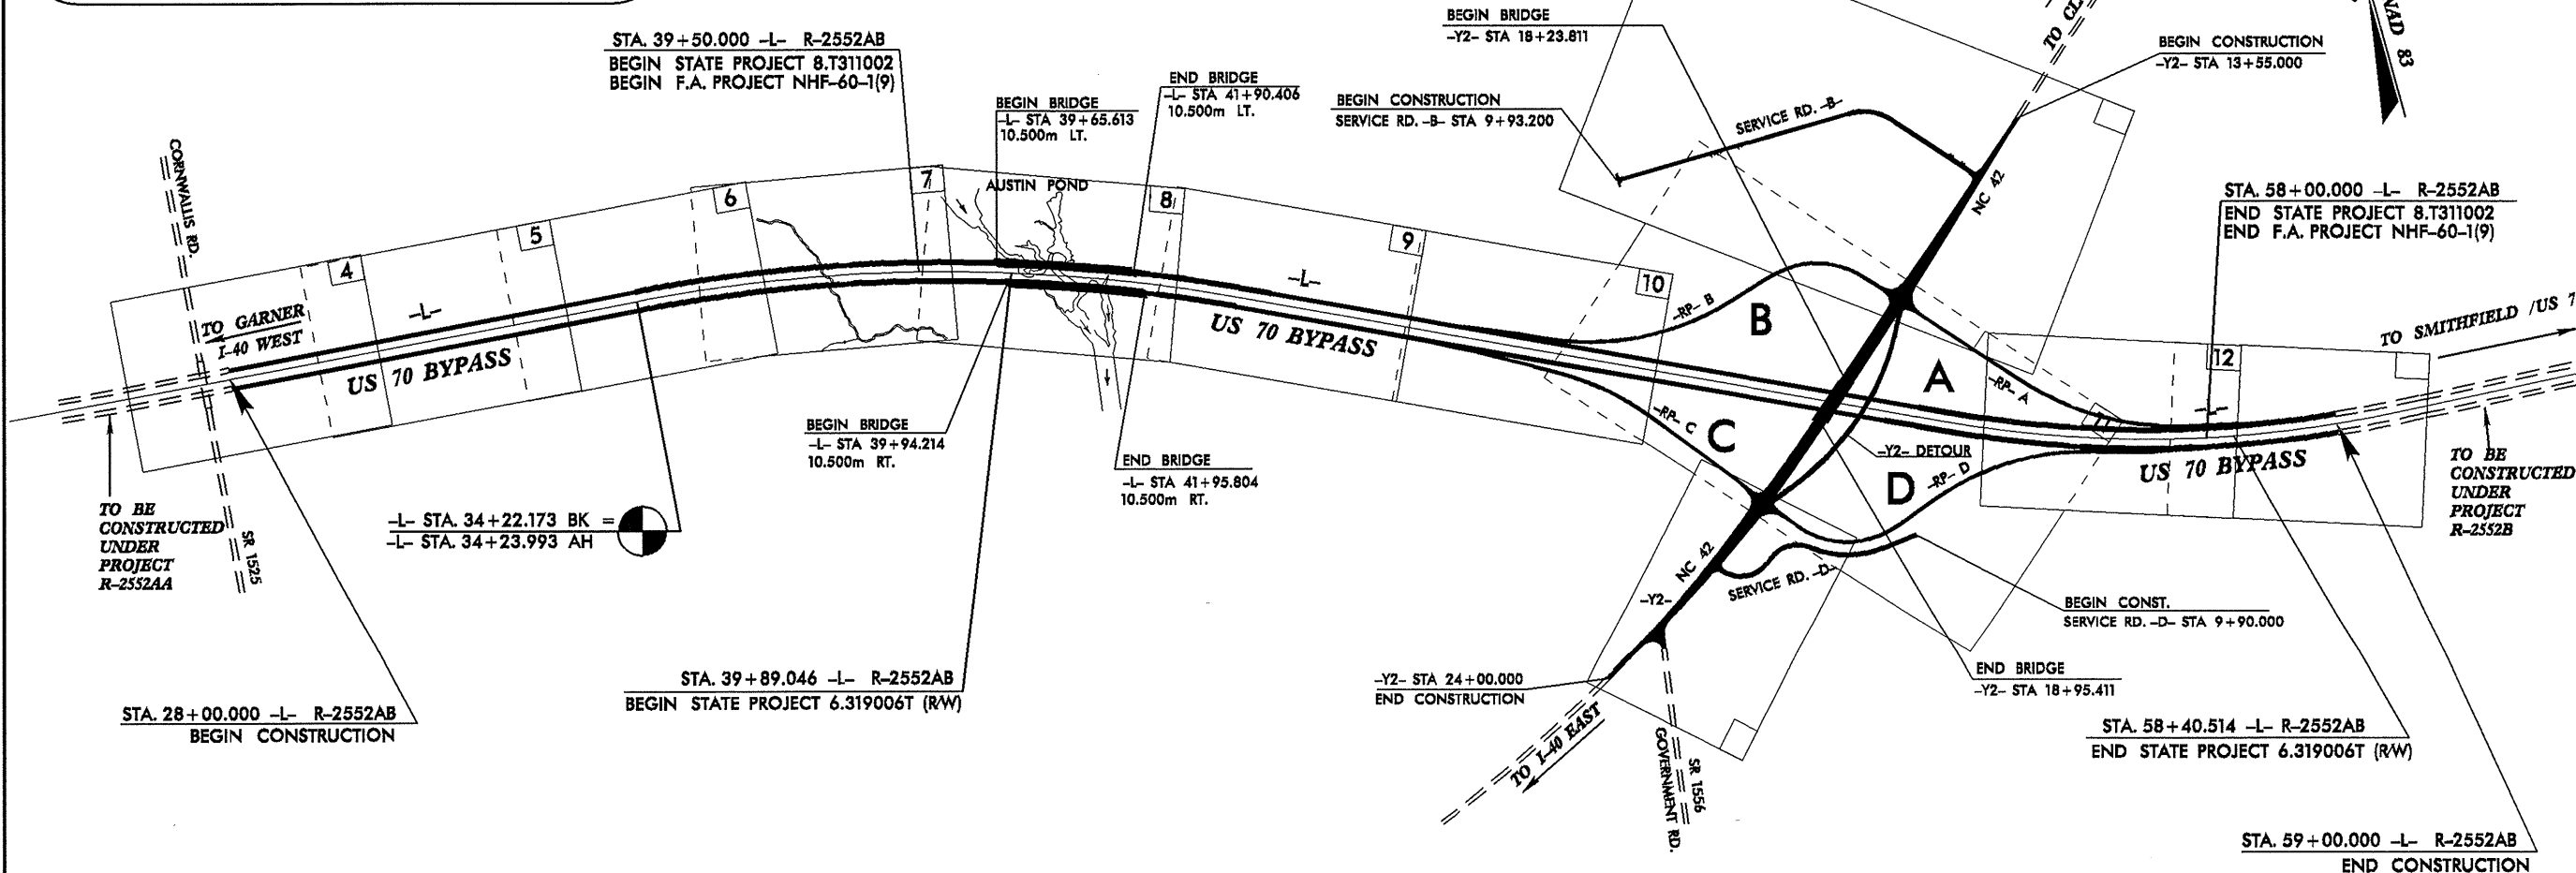 STA. 39+50.000 -L- R-2552AB
BEGIN STATE PROJECT 8.T311002
BEGIN F.A. PROJECT NHF-60-1(9)
BEGIN BRIDGE
-L- STA 39+65.613
10.500m LT.
END BRIDGE
-L- STA 41+90.406
10.500m LT.
BEGIN BRIDGE
-Y2- STA 18+23.811
BEGIN CONSTRUCTION
SERVICE RD. -B- STA 9+93.200
BEGIN CONSTRUCTION
-Y2- STA 13+55.000
NAD 83
STA. 58+00.000 -L- R-2552AB
END STATE PROJECT 8.T311002
END F.A. PROJECT NHF-60-1(9)
CORNWALLIS RD.
SR 1525
TO GARNER
I-40 WEST
4
5
6
7
8
9
10
11
12
AUSTIN POND
-L-
US 70 BYPASS
-L-
US 70 BYPASS
SERVICE RD. -B-
NC 42
-RP- B
B
A
-RP- A
-RP- C
C
-Y2- DETOUR
D
-RP- D
-L-
US 70 BYPASS
TO SMITHFIELD /US
TO BE
CONSTRUCTED
UNDER
PROJECT
R-2552AA
TO BE
CONSTRUCTED
UNDER
PROJECT
R-2552B
-L- STA. 34+22.173 BK =
-L- STA. 34+23.993 AH
BEGIN BRIDGE
-L- STA 39+94.214
10.500m RT.
END BRIDGE
-L- STA 41+95.804
10.500m RT.
NC 42
-Y2-
SERVICE RD. -D-
BEGIN CONST.
SERVICE RD. -D- STA 9+90.000
END BRIDGE
-Y2- STA 18+95.411
-Y2- STA 24+00.000
END CONSTRUCTION
TO I-40 EAST
SR 1556
GOVERNMENT RD.
STA. 28+00.000 -L- R-2552AB
BEGIN CONSTRUCTION
STA. 39+89.046 -L- R-2552AB
BEGIN STATE PROJECT 6.319006T (R/W)
STA. 58+40.514 -L- R-2552AB
END STATE PROJECT 6.319006T (R/W)
STA. 59+00.000 -L- R-2552AB
END CONSTRUCTION